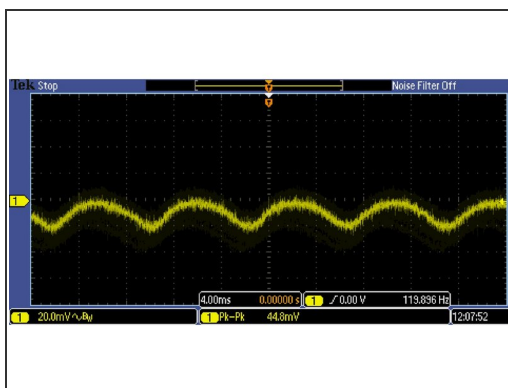 Tek Stop Noise Filter Off
1
4.00ms 0.00000 s 1 0.00 V 119.896 Hz
1 20.0mV 1 Pk-Pk 44.8mV 12:07:52